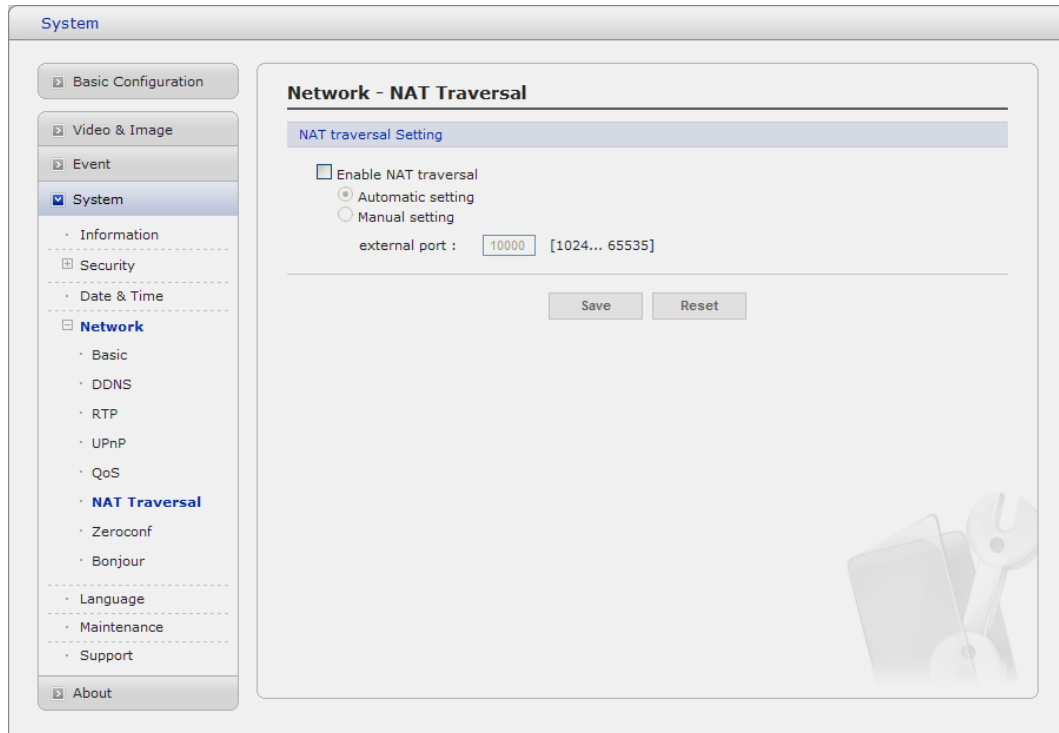 System
Basic Configuration
Video & Image
Event
System
Information
Security
Date & Time
Network
Basic
DDNS
RTP
UPnP
QoS
NAT Traversal
Zeroconf
Bonjour
Language
Maintenance
Support
About
Network - NAT Traversal
NAT traversal Setting
Enable NAT traversal
Automatic setting
Manual setting
external port : 10000 [1024... 65535]
Save Reset